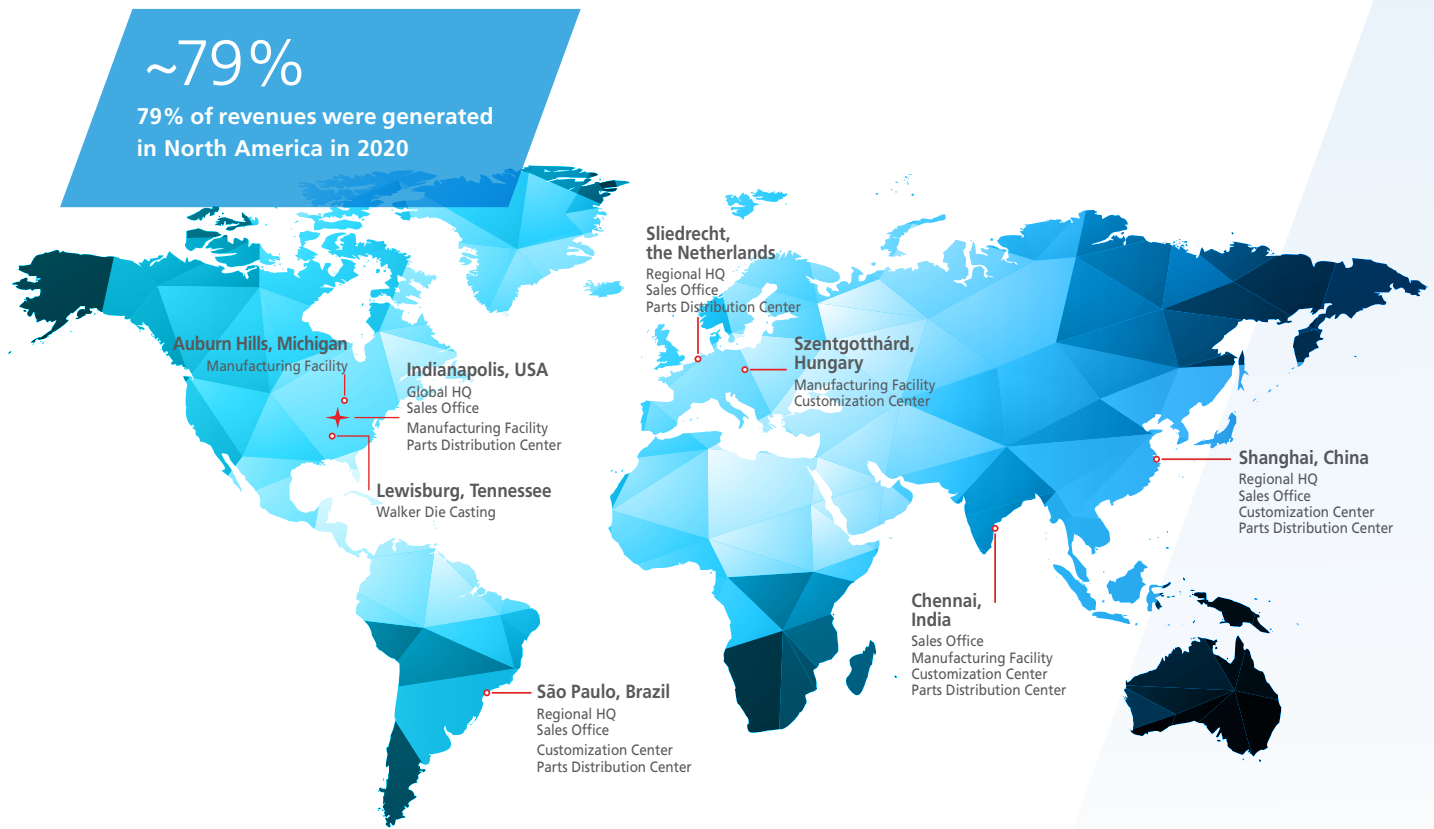 ~79%
79% of revenues were generated
in North America in 2020
Sliedrecht,
the Netherlands
Regional HQ
Sales Office
Parts Distribution Center
Auburn Hills, Michigan
Manufacturing Facility
Indianapolis, USA
Global HQ
Sales Office
Manufacturing Facility
Parts Distribution Center
Szentgotthárd,
Hungary
Manufacturing Facility
Customization Center
Lewisburg, Tennessee
Walker Die Casting
Shanghai, China
Regional HQ
Sales Office
Customization Center
Parts Distribution Center
Chennai,
India
Sales Office
Manufacturing Facility
Customization Center
Parts Distribution Center
São Paulo, Brazil
Regional HQ
Sales Office
Customization Center
Parts Distribution Center